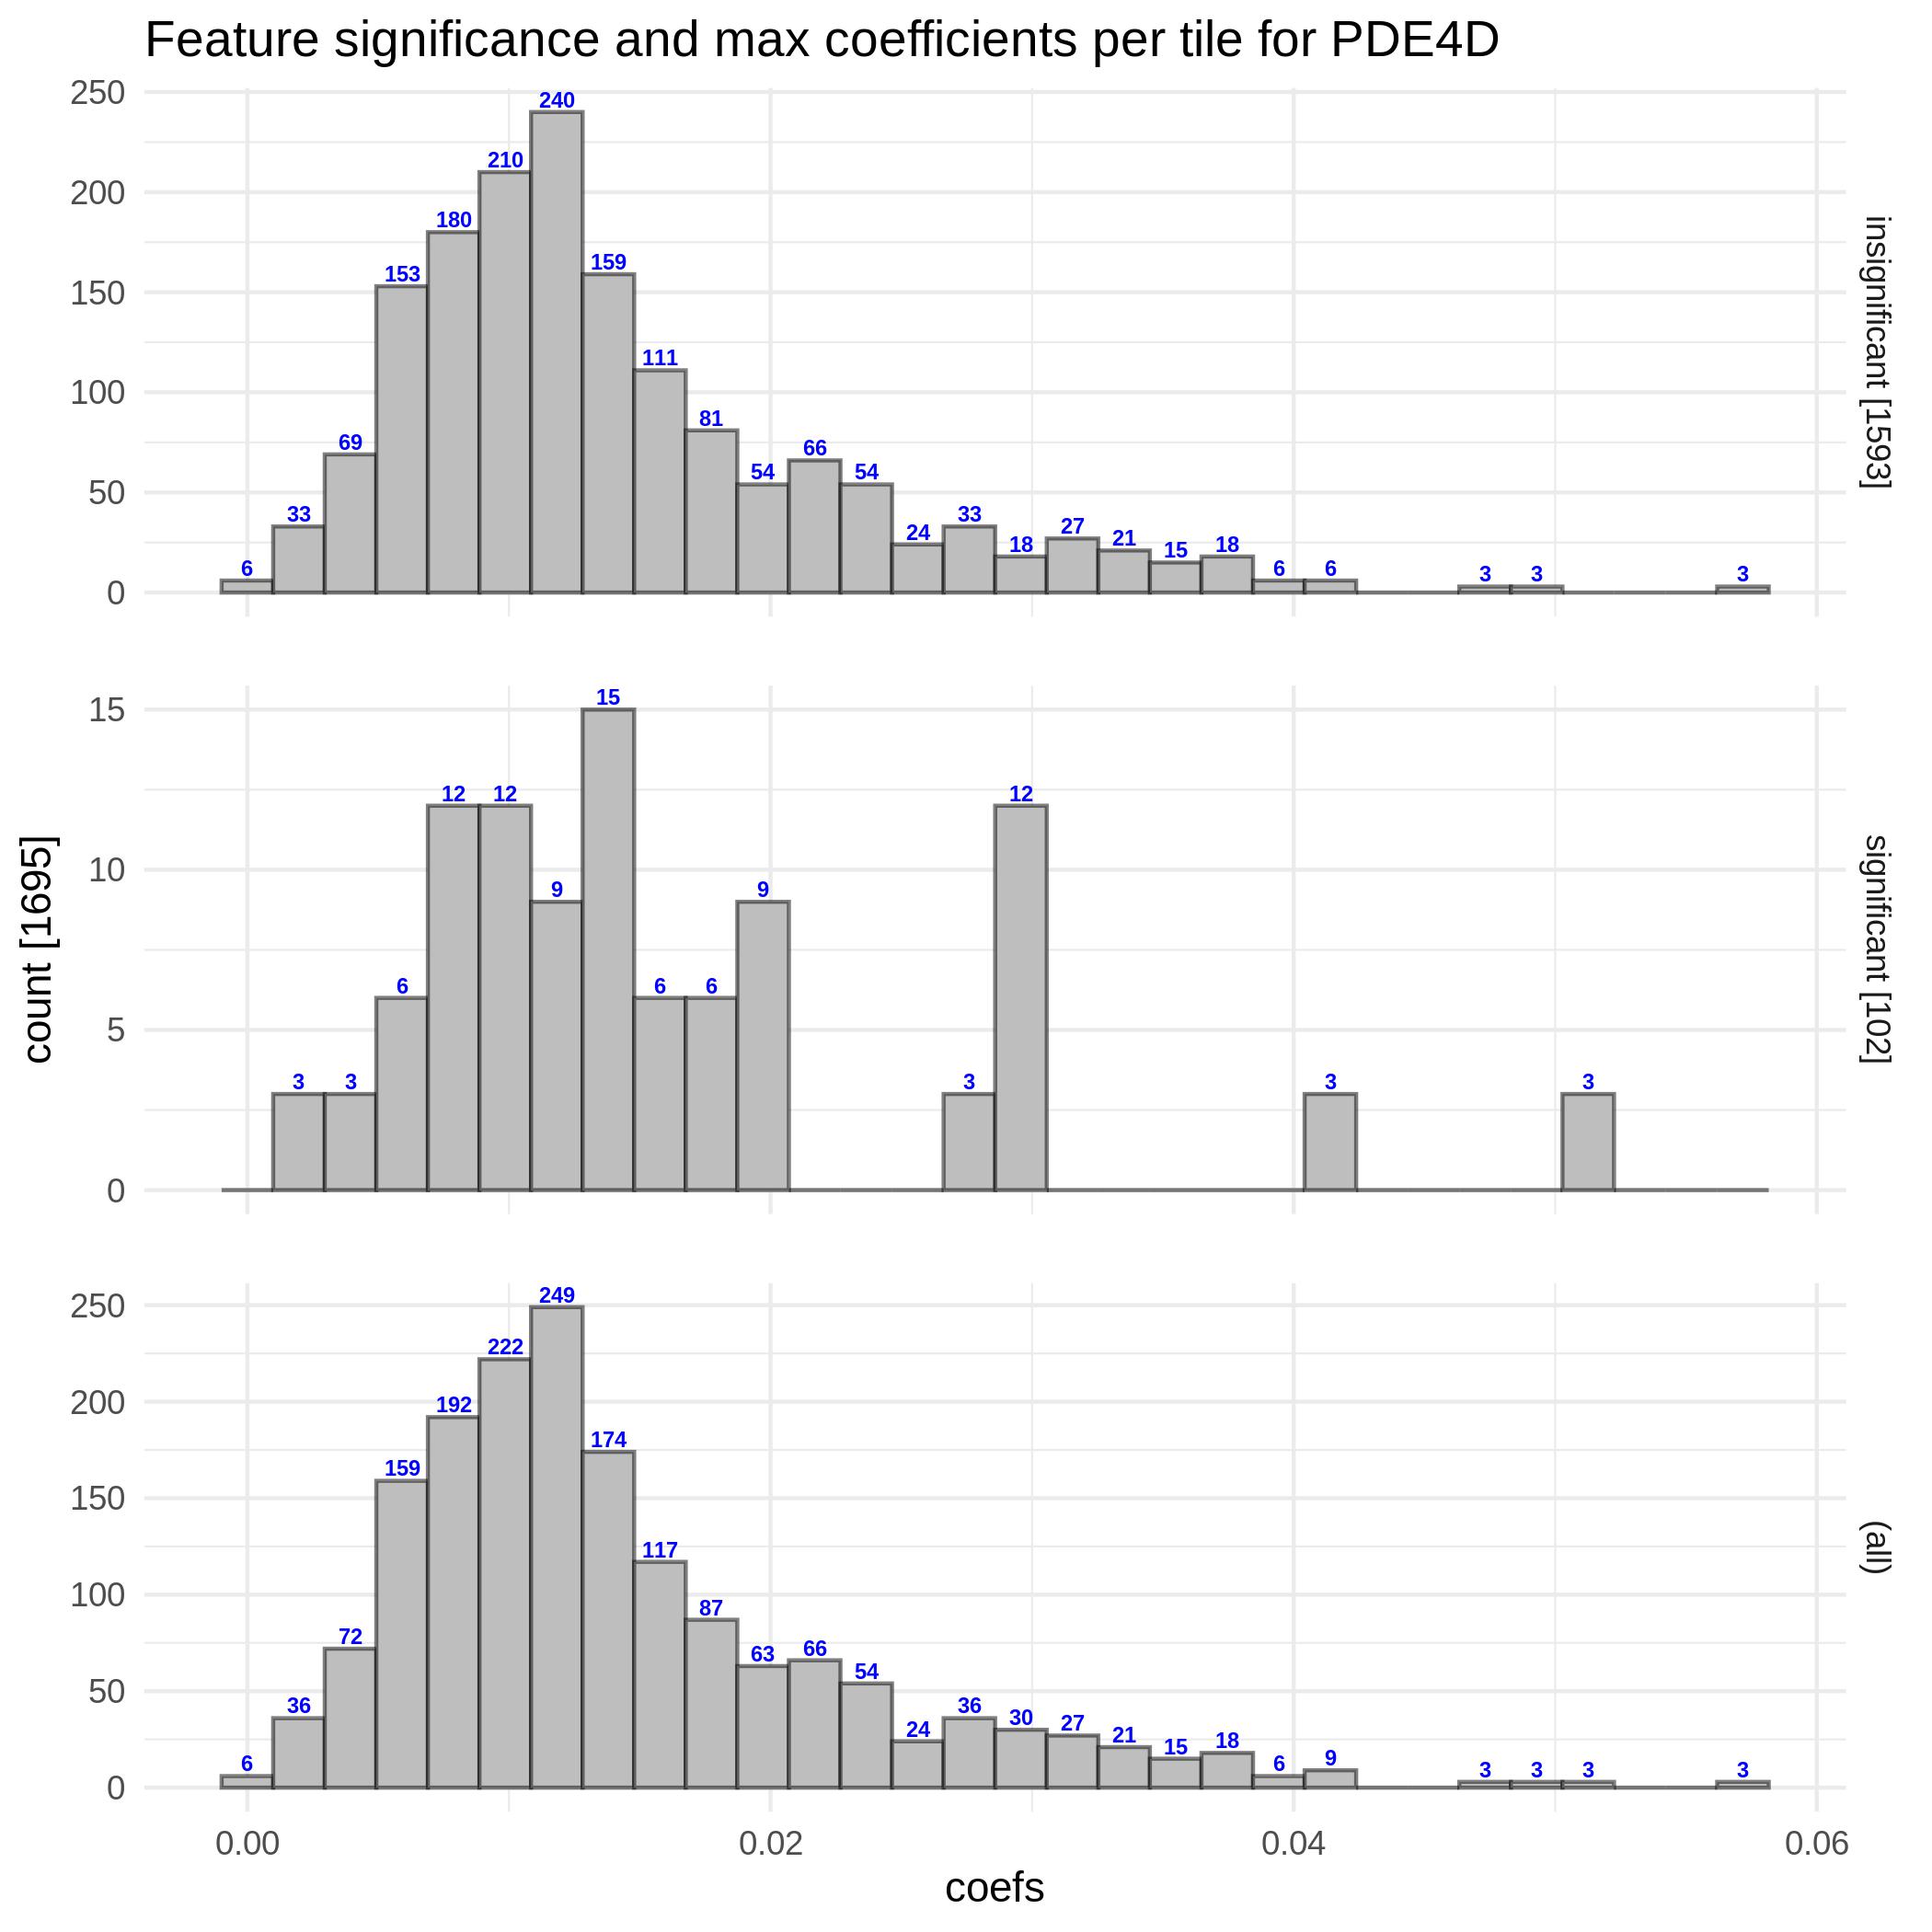 Feature significance and max coefficients per tile for PDE4D
250
200
150
100
50
0
6 33 69 153 180 210 240 159 111 81 54 66 54 24 33 18 27 21 15 18 6 6 3 3 3
insignificant [1593]
count [1695]
15
10
5
0
3 3 6 12 12 9 15 6 6 9 3 12 3 3
significant [102]
250
200
150
100
50
0
6 36 72 159 192 222 249 174 117 87 63 66 54 24 36 30 27 21 15 18 6 9 3 3 3 3
(all)
0.00 0.02 0.04 0.06
coefs